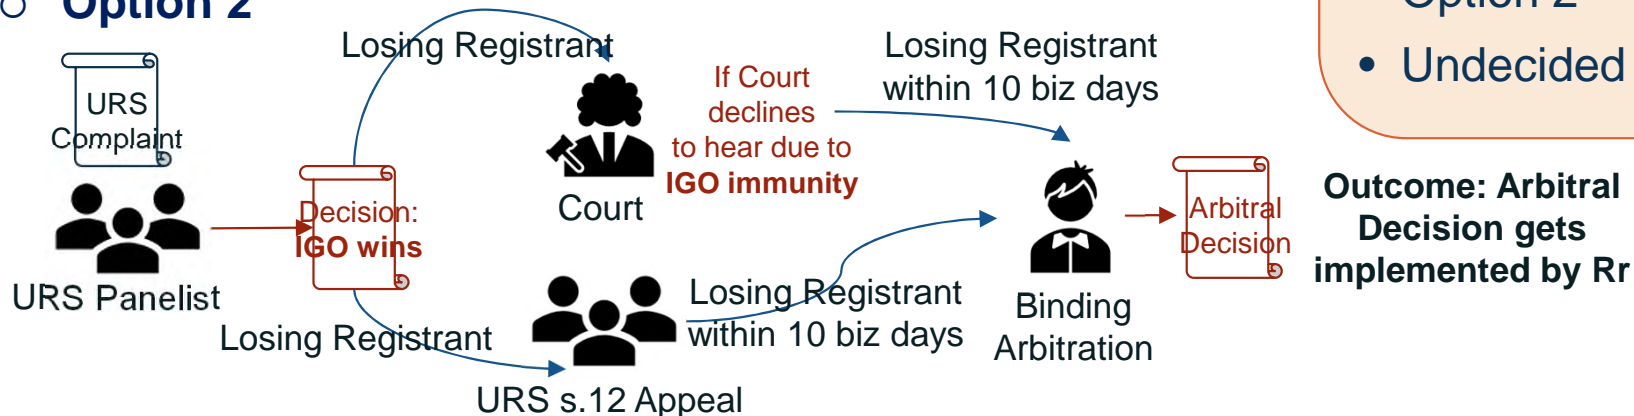 ○ Option 2
URS
Complaint
URS Panelist
Decision:
IGO wins
Losing Registrant
Court
If Court
declines
to hear due to
IGO immunity
Losing Registrant
within 10 biz days
Losing Registrant
URS s.12 Appeal
Losing Registrant
within 10 biz days
Binding
Arbitration
Arbitral
Decision
Option 2
• Undecided
Outcome: Arbitral
Decision gets
implemented by Rr